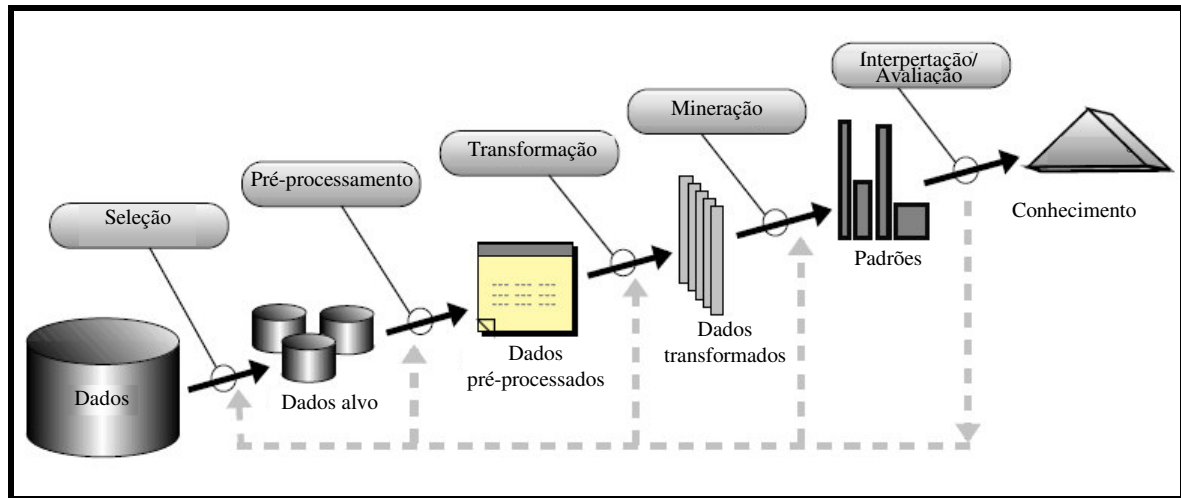 Interpertação/
Avaliação
Mineração
Transformação
Pré-processamento
Seleção
Conhecimento
Padrões
Dados
transformados
Dados
pré-processados
Dados alvo
Dados